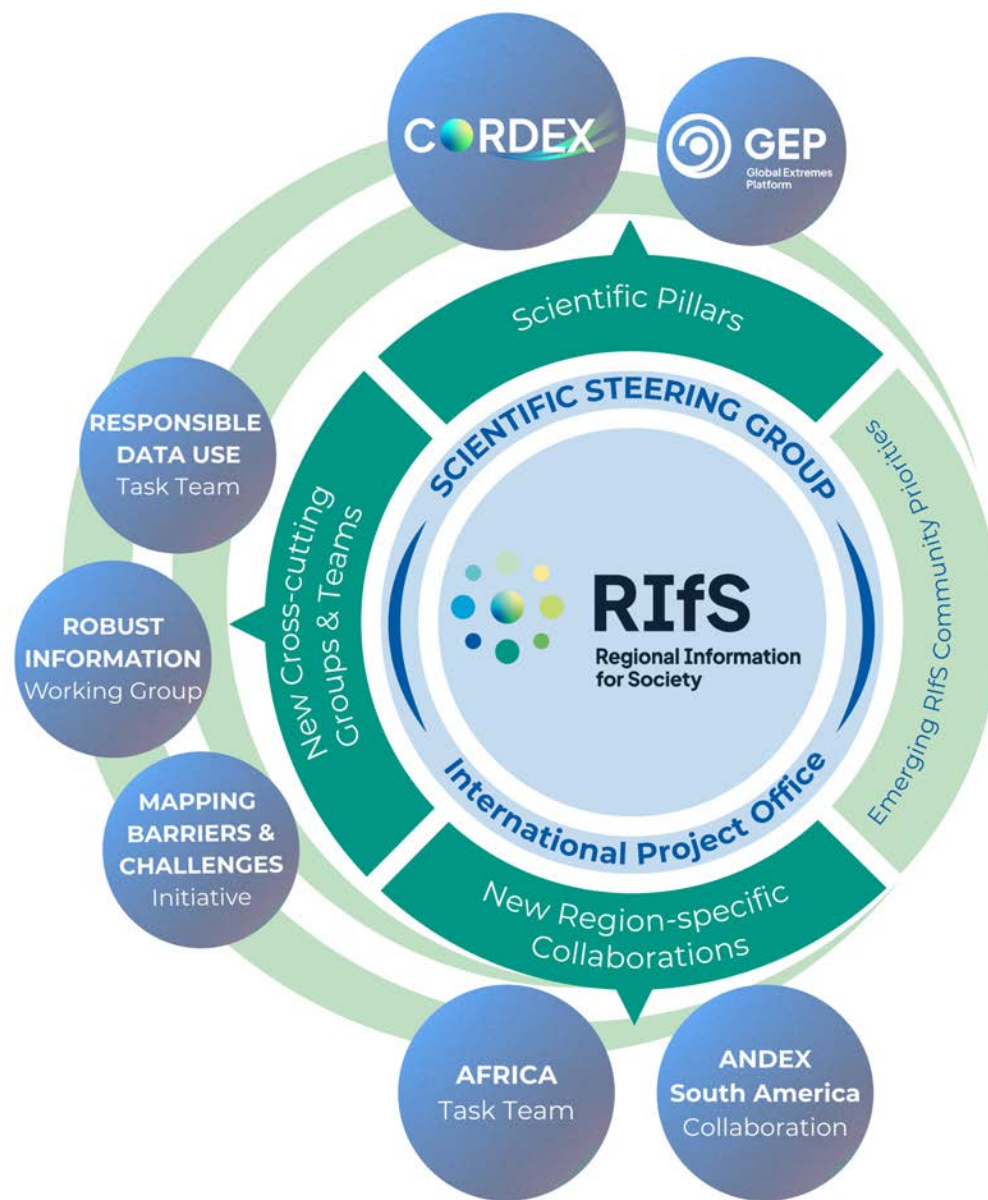 CORDEX
GEP
Global Extremes
Platform
Scientific Pillars
SCIENTIFIC STEERING GROUP
RESPONSIBLE
DATA USE
Task Team
Emerging RIfS Community Priorities
New Cross-cutting
Groups & Teams
RIfS
Regional Information
for Society
ROBUST
INFORMATION
Working Group
International Project Office
MAPPING
BARRIERS &
CHALLENGES
Initiative
New Region-specific
Collaborations
AFRICA
Task Team
ANDEX
South America
Collaboration